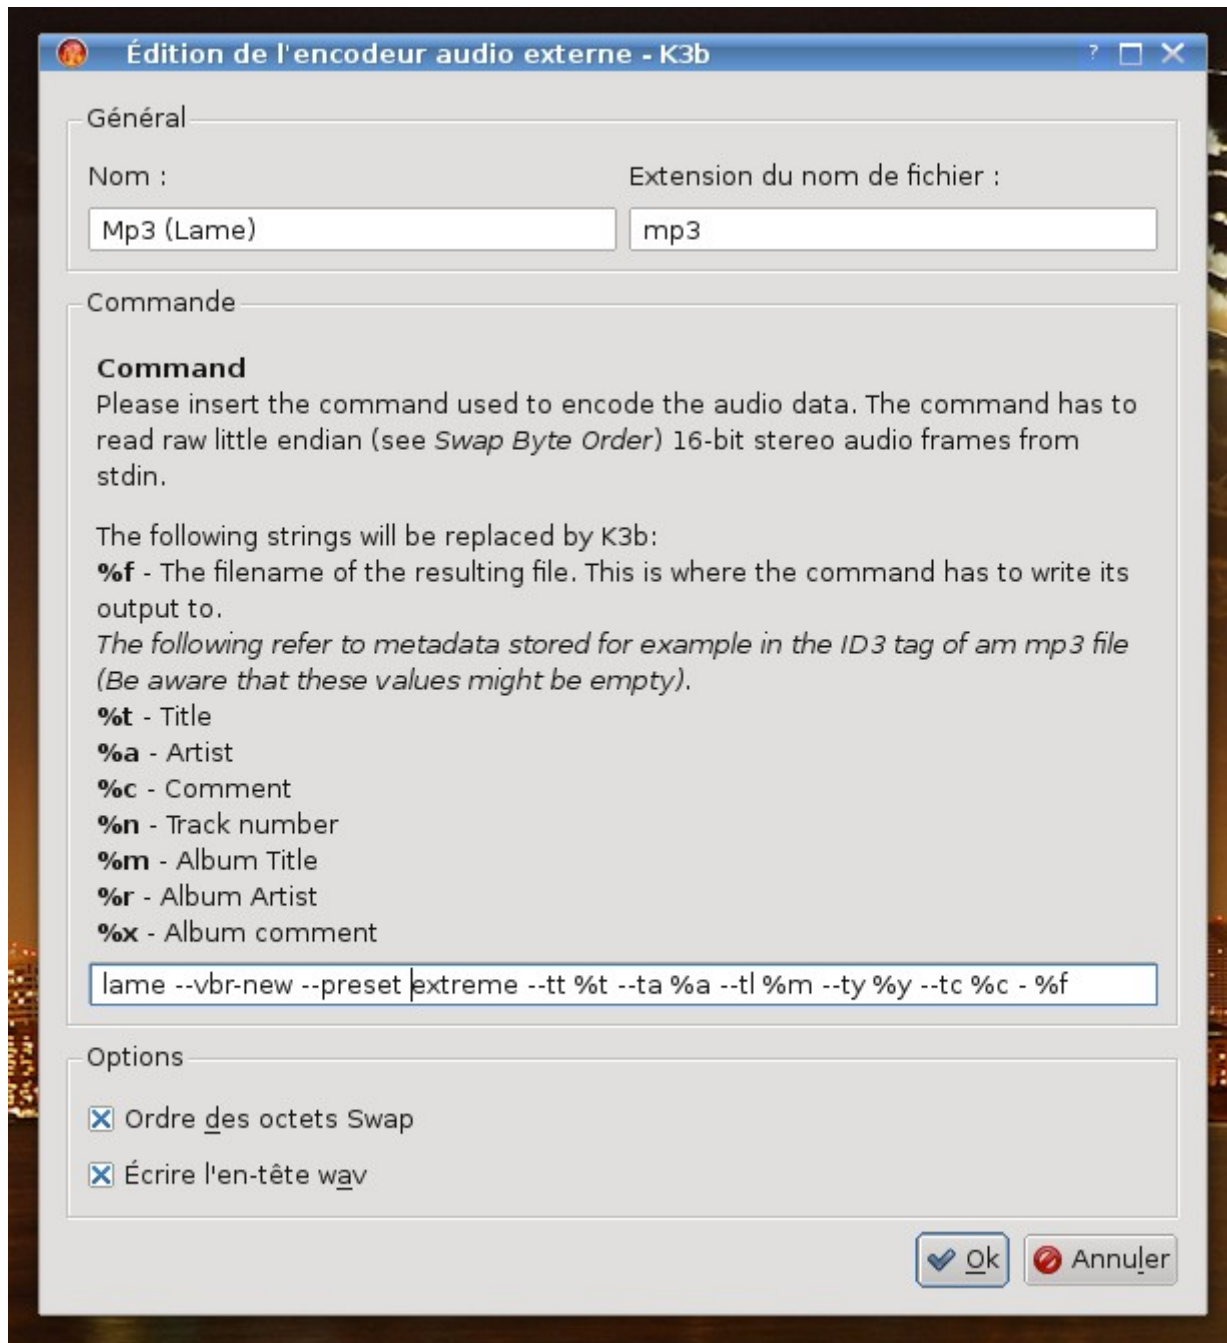 Édition de l'encodeur audio externe - K3b
?
Général
Nom :
Extension du nom de fichier :
Mp3 (Lame)
mp3
Commande
Command
Please insert the command used to encode the audio data. The command has to
read raw little endian (see Swap Byte Order) 16-bit stereo audio frames from
stdin.
The following strings will be replaced by K3b:
%f - The filename of the resulting file. This is where the command has to write its
output to.
The following refer to metadata stored for example in the ID3 tag of am mp3 file
(Be aware that these values might be empty).
%t - Title
%a - Artist
%c - Comment
%n - Track number
%m - Album Title
%r - Album Artist
%x - Album comment
lame --vbr-new --preset extreme --tt %t --ta %a --tl %m --ty %y --tc %c - %f
Options
Ordre des octets Swap
Écrire l'en-tête wav
Ok
Annuler